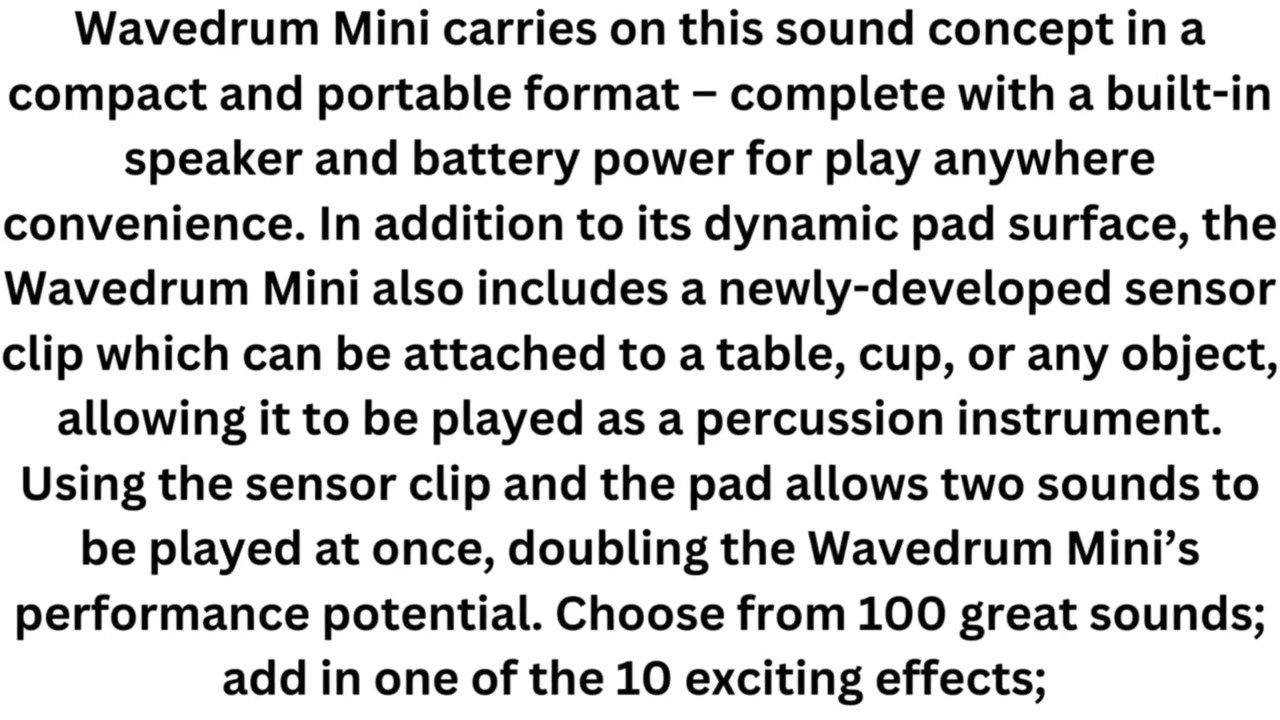 Wavedrum Mini carries on this sound concept in a
compact and portable format – complete with a built-in
speaker and battery power for play anywhere
convenience. In addition to its dynamic pad surface, the
Wavedrum Mini also includes a newly-developed sensor
clip which can be attached to a table, cup, or any object,
allowing it to be played as a percussion instrument.
Using the sensor clip and the pad allows two sounds to
be played at once, doubling the Wavedrum Mini’s
performance potential. Choose from 100 great sounds;
add in one of the 10 exciting effects;